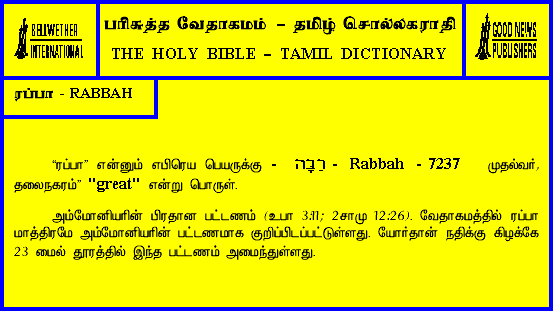 BELLWETHER
INTERNATIONAL
பரிசுத்த வேதாகமம் – தமிழ் சொல்லகராதி
THE HOLY BIBLE – TAMIL DICTIONARY
GOOD NEWS
PUBLISHERS
ரப்பா - RABBAH
“ரப்பா” என்னும் எபிரெய பெயருக்கு - רַבָּה - Rabbah - 7237 முதல்வர்,
தலைநகரம்” "great" என்று பொருள்.
அம்மோனியரின் பிரதான பட்டணம் (உபா 3:11; 2சாமு 12:26). வேதாகமத்தில் ரப்பா
மாத்திரமே அம்மோனியரின் பட்டணமாக குறிப்பிடப்பட்டுள்ளது. யோர்தான் நதிக்கு கிழக்கே
23 மைல் தூரத்தில் இந்த பட்டணம் அமைந்துள்ளது.